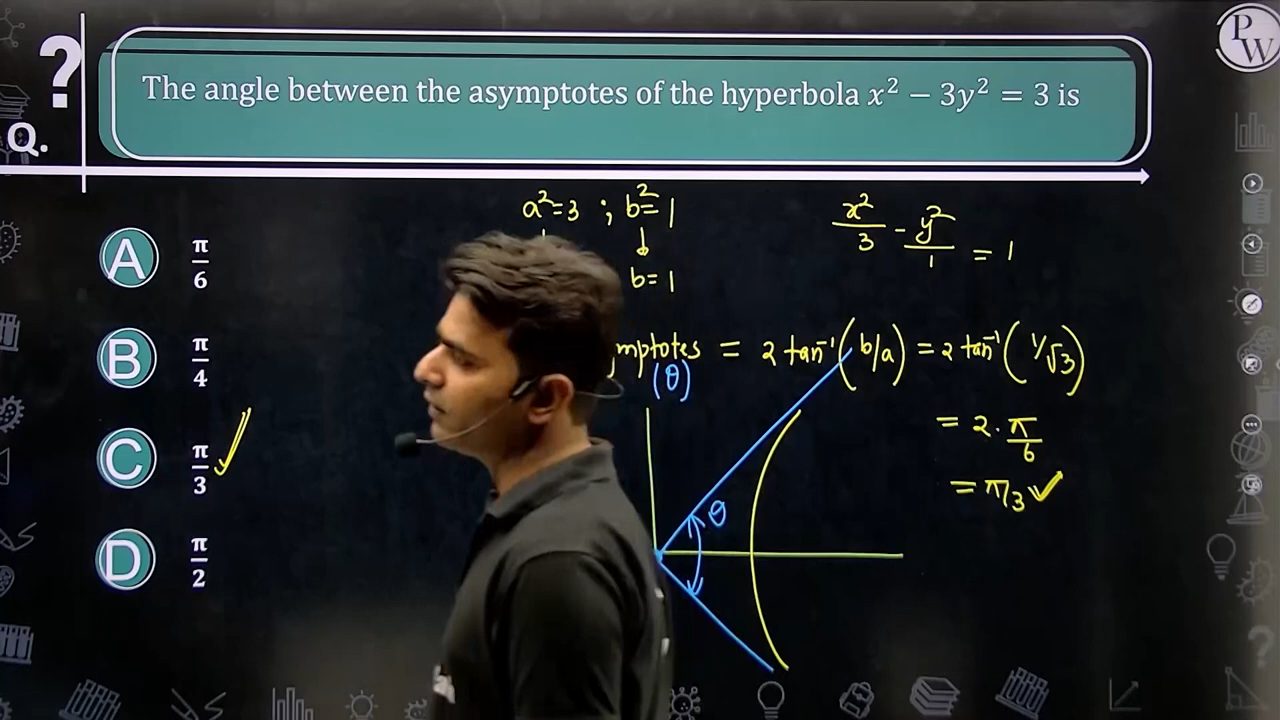 PW
?
Q.
The angle between the asymptotes of the hyperbola x² − 3y² = 3 is
a²=3 ; b²=1
b=1
x²/3 - y²/1 = 1
A π/6
B π/4
C π/3
D π/2
= 2 tan⁻¹(b/a) = 2 tan⁻¹(1/√3)
(θ)
= 2·π/6
= π/3
θ
?